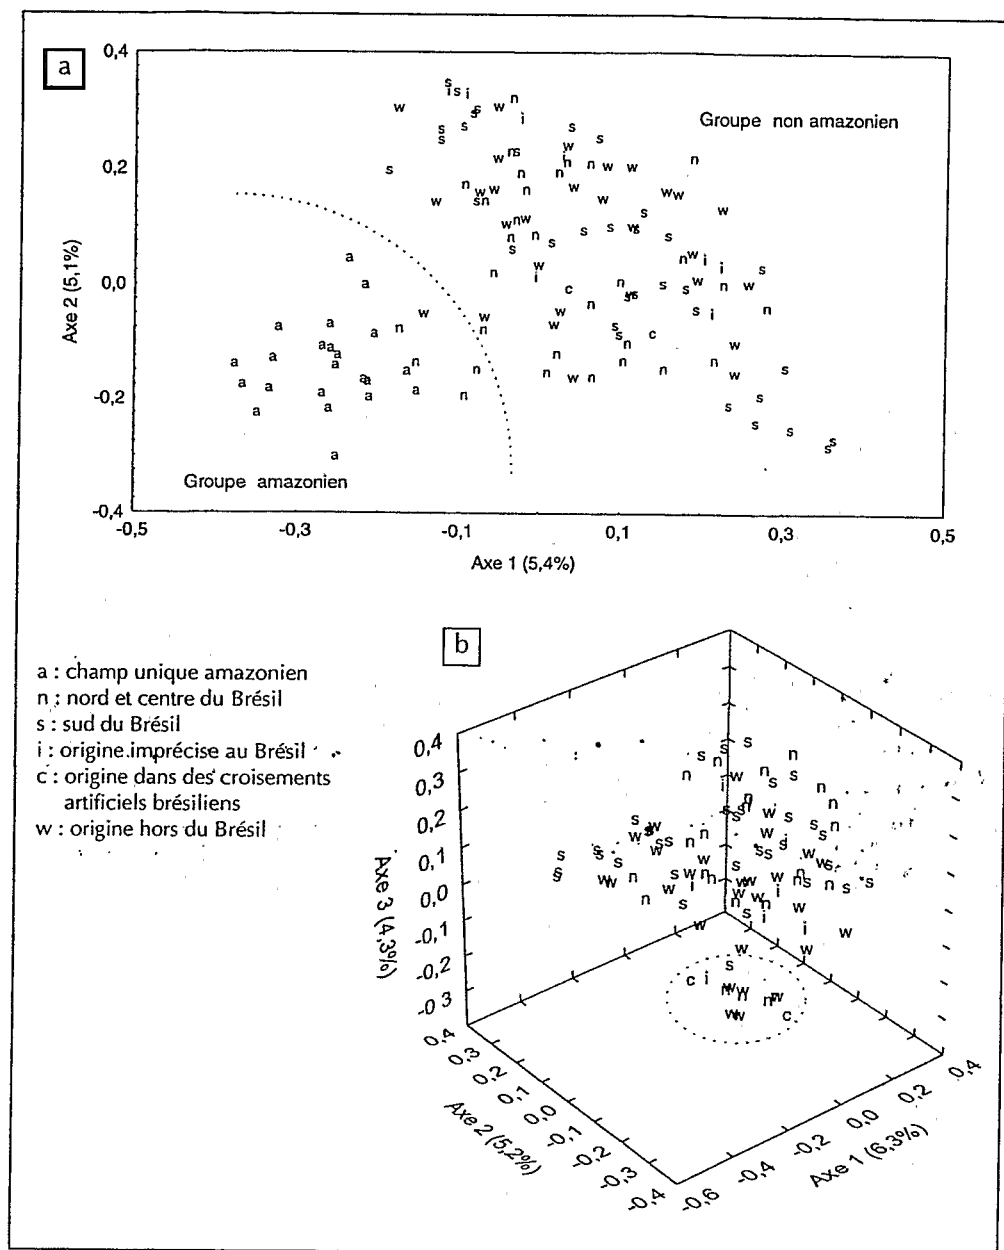 a
0,4
0,2
0,0
-0,2
-0,4
Axe 2 (5,1%)
Groupe non amazonien
Groupe amazonien
-0,5
-0,3
-0,1
0,1
0,3
0,5
Axe 1 (5,4%)
a : champ unique amazonien
n : nord et centre du Brésil
s : sud du Brésil
i : origine imprécise au Brésil
c : origine dans des croisements
artificiels brésiliens
w : origine hors du Brésil
b
0,4
0,3
0,2
0,1
0,0
-0,1
-0,2
-0 3
Axe 3 (4,3%)
0,4
0,3
0,2
0,1
0,0
-0,1
-0,2
-0,3
-0,4
Axe 2 (5,2%)
-0,6
-0,4
-0,2
0,0
0,2
0,4
Axe 1 (6,3%)